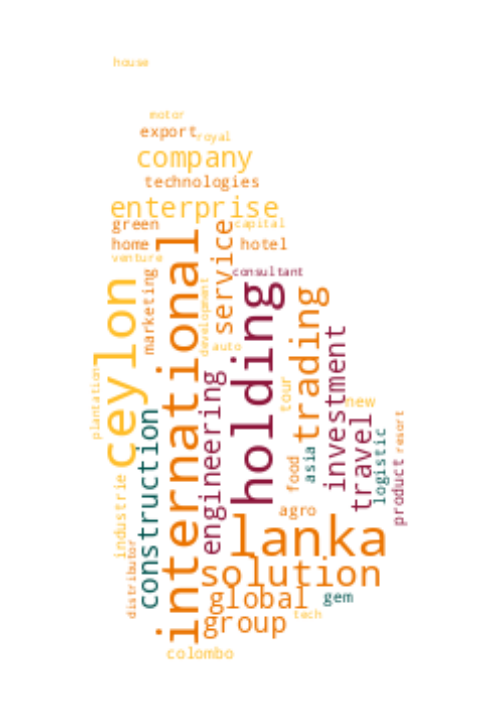 house
motor
export
royal
company
technologies
enterprise
green
capital
home
hotel
venture
service
international
consultant
marketing
ceylon
development
holding
trading
auto
investment
plantation
engineering
tour
new
construction
travel
resort
logistic
food
asia
product
industrie
agro
lanka
distributor
solution
global
gem
group
tech
colombo